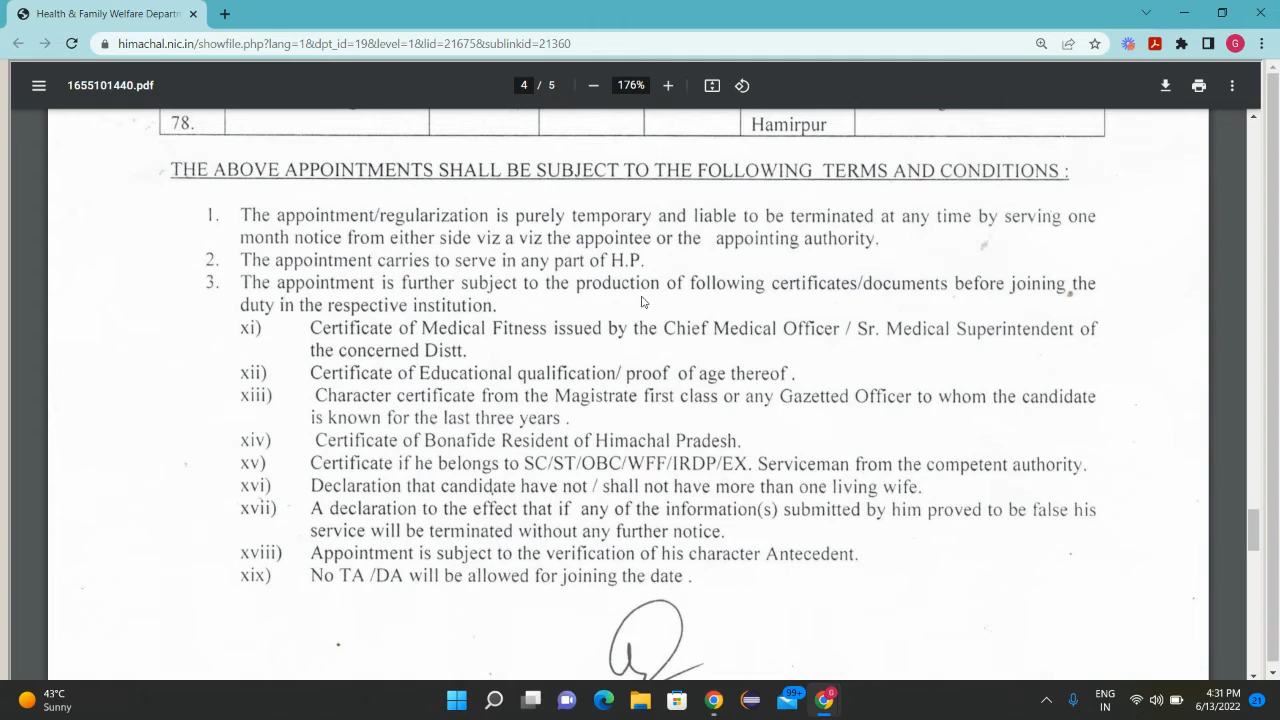 Health & Family Welfare Departm
himachal.nic.in/showfile.php?lang=1&dpt_id=19&level=1&lid=21675&sublinkid=21360
G
1655101440.pdf
4 / 5
176%
78.
Hamirpur
THE ABOVE APPOINTMENTS SHALL BE SUBJECT TO THE FOLLOWING TERMS AND CONDITIONS :
1. The appointment/regularization is purely temporary and liable to be terminated at any time by serving one
month notice from either side viz a viz the appointee or the appointing authority.
2. The appointment carries to serve in any part of H.P.
3. The appointment is further subject to the production of following certificates/documents before joining the
duty in the respective institution.
xi) Certificate of Medical Fitness issued by the Chief Medical Officer / Sr. Medical Superintendent of
the concerned Distt.
xii) Certificate of Educational qualification/ proof of age thereof .
xiii) Character certificate from the Magistrate first class or any Gazetted Officer to whom the candidate
is known for the last three years .
xiv) Certificate of Bonafide Resident of Himachal Pradesh.
xv) Certificate if he belongs to SC/ST/OBC/WFF/IRDP/EX. Serviceman from the competent authority.
xvi) Declaration that candidate have not / shall not have more than one living wife.
xvii) A declaration to the effect that if any of the information(s) submitted by him proved to be false his
service will be terminated without any further notice.
xviii) Appointment is subject to the verification of his character Antecedent.
xix) No TA /DA will be allowed for joining the date .
43°C
Sunny
99+
G
ENG
IN
4:31 PM
6/13/2022
21